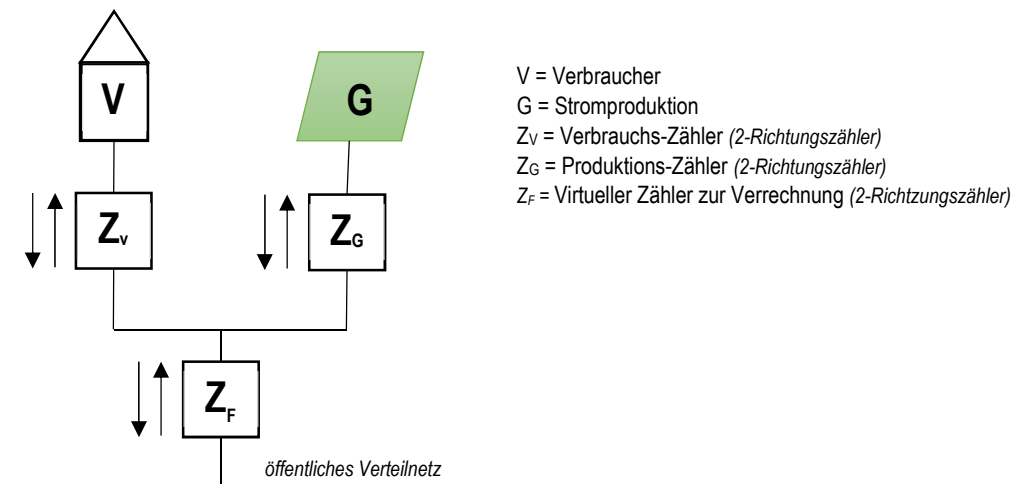 V
G
V = Verbraucher
G = Stromproduktion
ZV = Verbrauchs-Zähler (2-Richtungszähler)
ZG = Produktions-Zähler (2-Richtungszähler)
ZF = Virtueller Zähler zur Verrechnung (2-Richtzungszähler)
Zv
ZG
ZF
öffentliches Verteilnetz